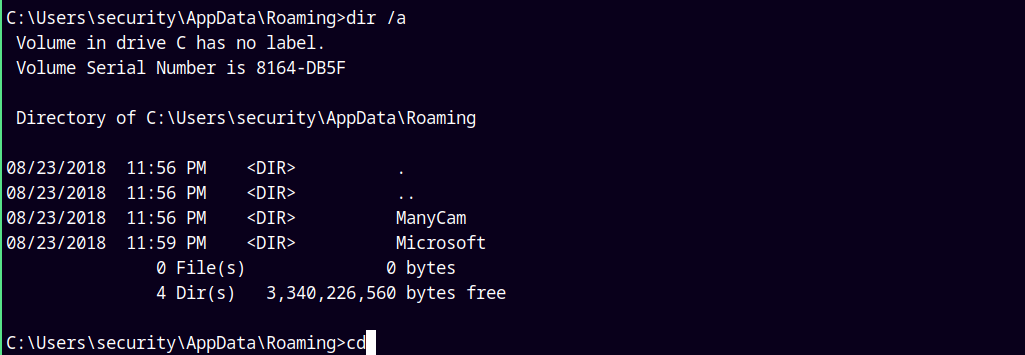 C:\Users\security\AppData\Roaming>dir /a
 Volume in drive C has no label.
 Volume Serial Number is 8164-DB5F

 Directory of C:\Users\security\AppData\Roaming

08/23/2018  11:56 PM    <DIR>          .
08/23/2018  11:56 PM    <DIR>          ..
08/23/2018  11:56 PM    <DIR>          ManyCam
08/23/2018  11:59 PM    <DIR>          Microsoft
               0 File(s)              0 bytes
               4 Dir(s)   3,340,226,560 bytes free

C:\Users\security\AppData\Roaming>cd